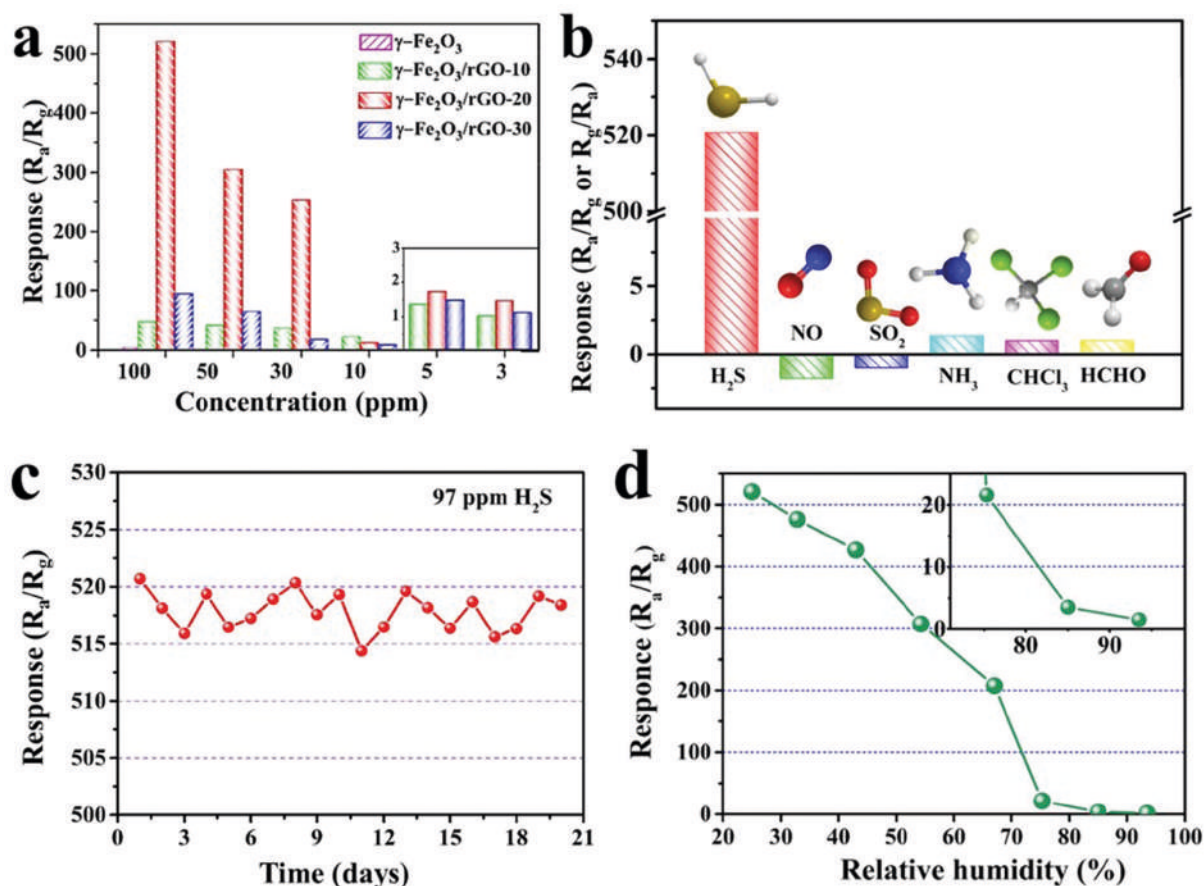 a
Response (Ra/Rg)
500
400
300
200
100
0
γ−Fe₂O₃
γ−Fe₂O₃/rGO-10
γ−Fe₂O₃/rGO-20
γ−Fe₂O₃/rGO-30
3
2
1
100 50 30 10 5 3
Concentration (ppm)
b
Response (Ra/Rg or Rg/Ra)
540
520
500
5
0
NO SO₂
H₂S NH₃ CHCl₃ HCHO
c
Response (Ra/Rg)
530
525
520
515
510
505
500
97 ppm H₂S
0 3 6 9 12 15 18 21
Time (days)
d
Responce (Ra/Rg)
500
400
300
200
100
0
20
10
0
80 90
20 30 40 50 60 70 80 90 100
Relative humidity (%)